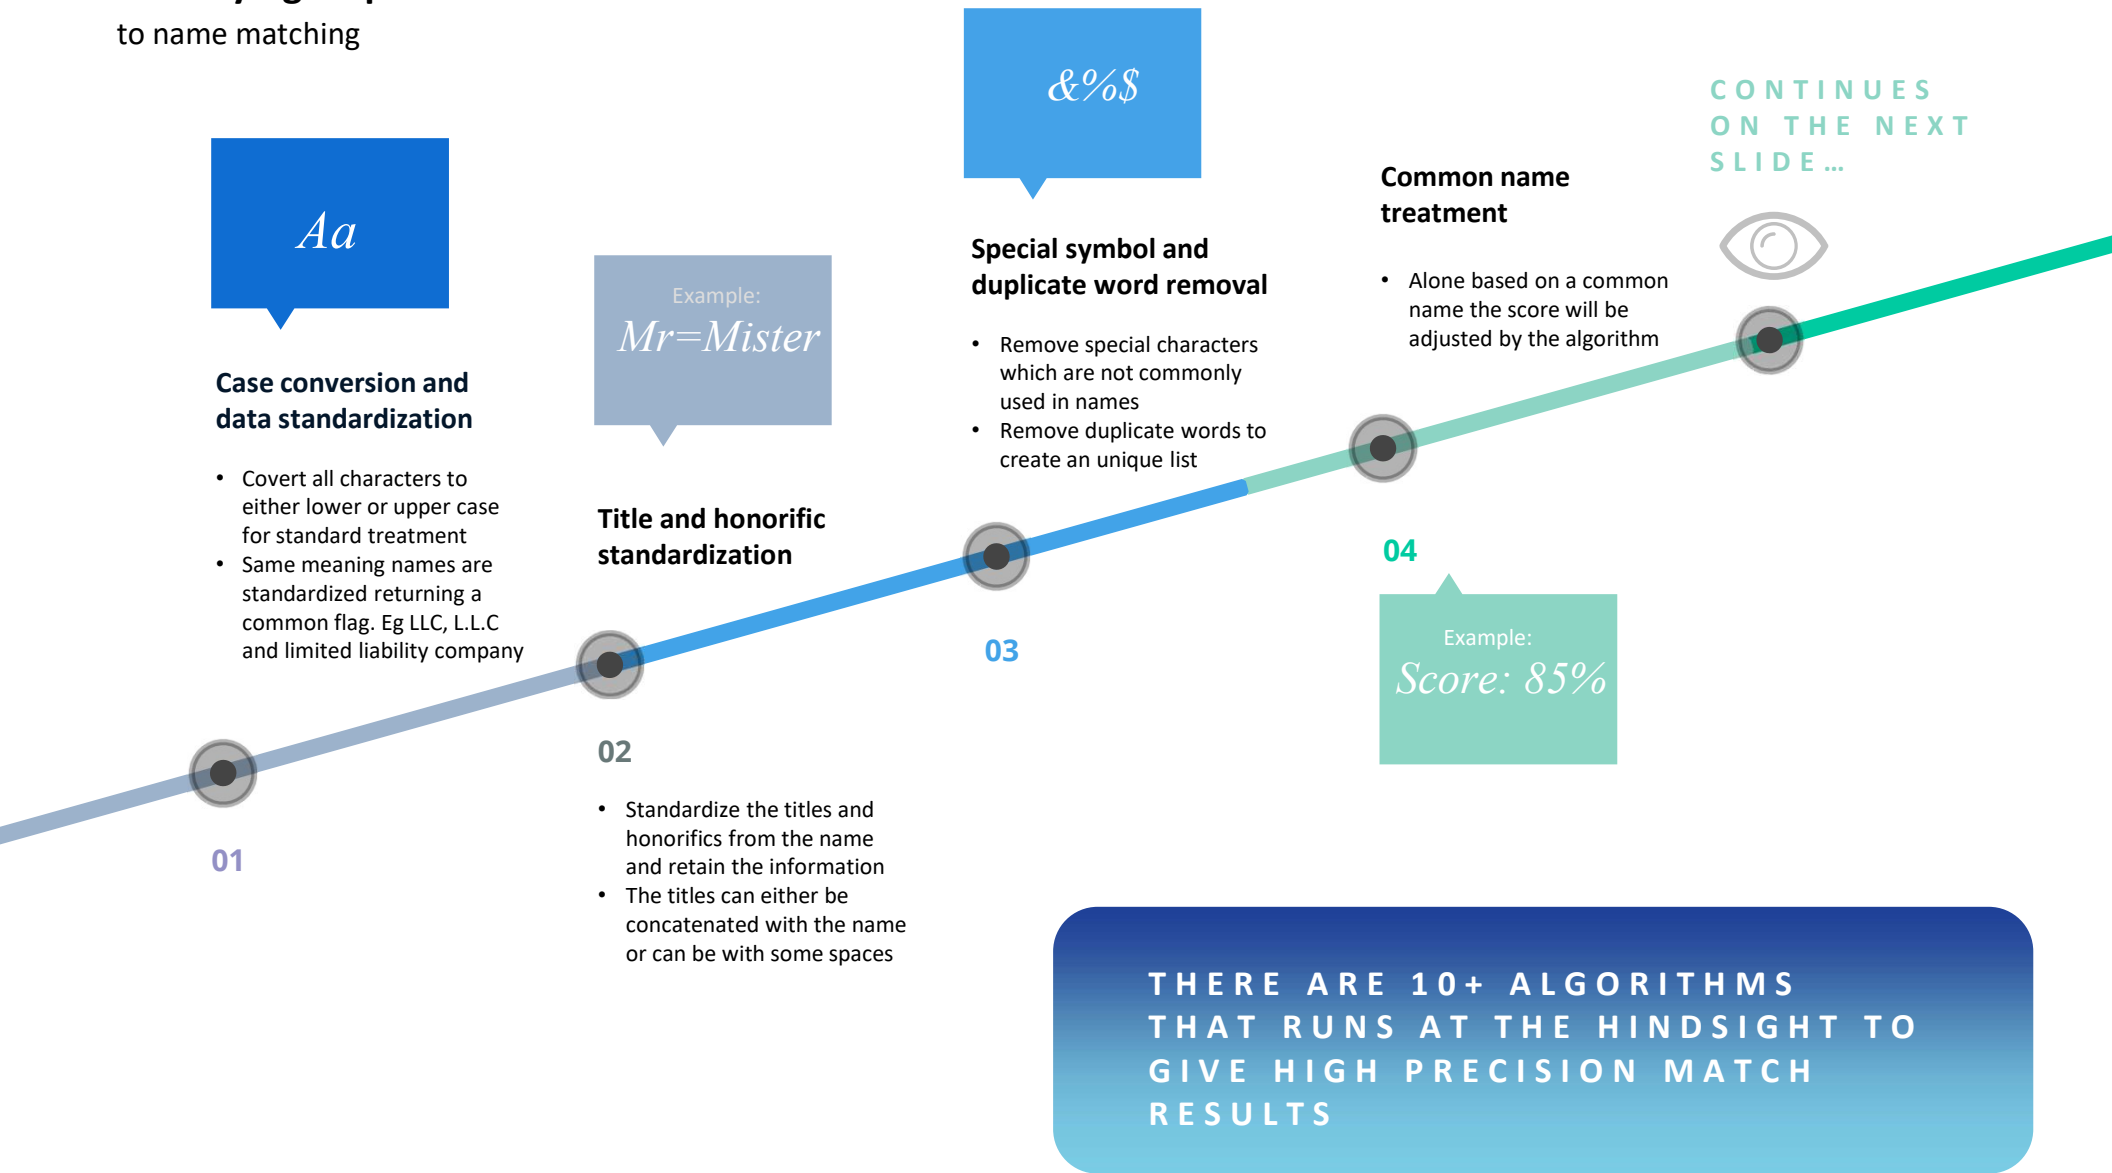 to name matching
Aa
Case conversion and
data standardization
• Covert all characters to
either lower or upper case
for standard treatment
• Same meaning names are
standardized returning a
common flag. Eg LLC, L.L.C
and limited liability company
01
Example:
Mr=Mister
Title and honorific
standardization
02
• Standardize the titles and
honorifics from the name
and retain the information
• The titles can either be
concatenated with the name
or can be with some spaces
&%$
Special symbol and
duplicate word removal
• Remove special characters
which are not commonly
used in names
• Remove duplicate words to
create an unique list
03
Common name
treatment
• Alone based on a common
name the score will be
adjusted by the algorithm
04
Example:
Score: 85%
CONTINUES
ON THE NEXT
SLIDE…
THERE ARE 10+ ALGORITHMS
THAT RUNS AT THE HINDSIGHT TO
GIVE HIGH PRECISION MATCH
RESULTS